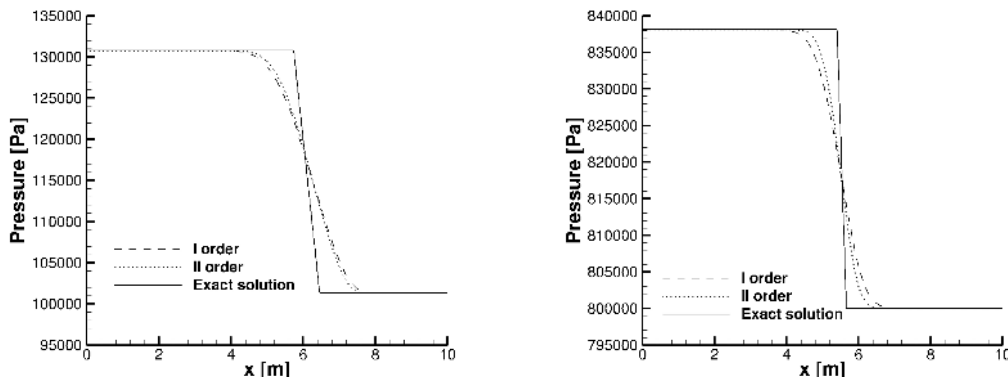 135000
130000
125000
120000
115000
110000
105000
100000
95000
Pressure [Pa]
I order
II order
Exact solution
0 2 4 6 8 10
x [m]
840000
835000
830000
825000
820000
815000
810000
805000
800000
795000
Pressure [Pa]
I order
II order
Exact solution
0 2 4 6 8 10
x [m]